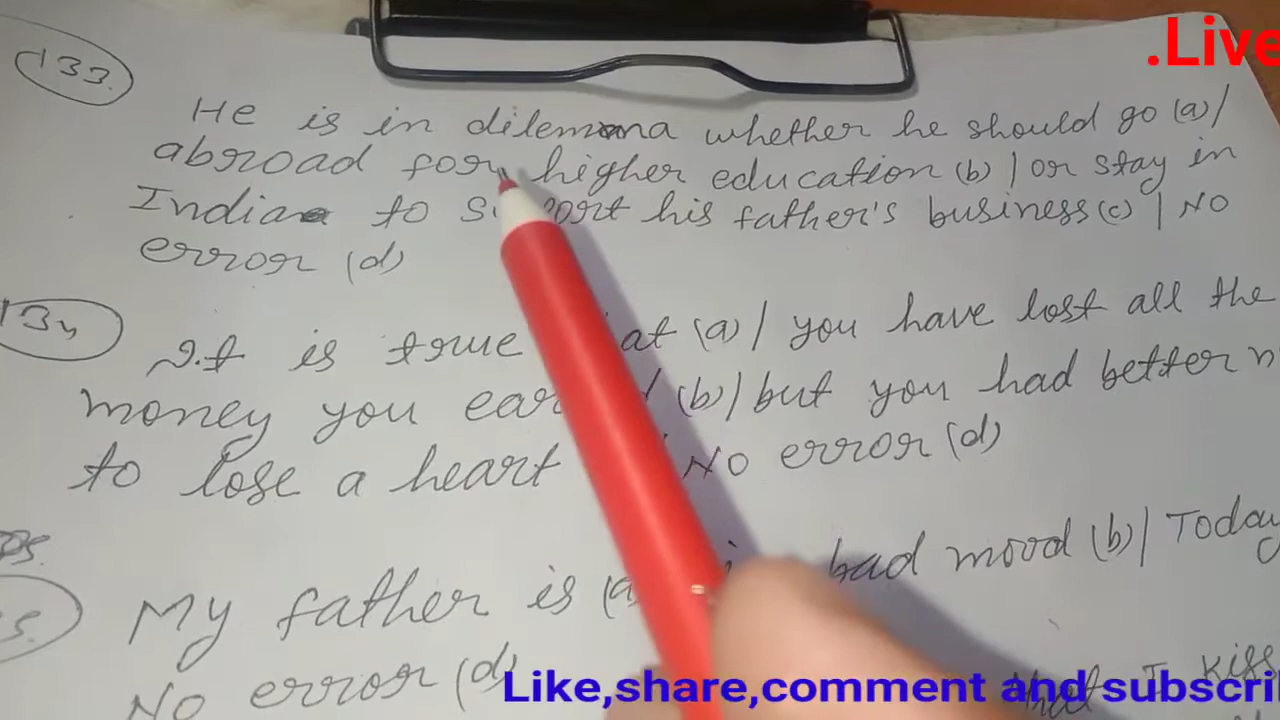 .Live
133.
He is in dilemma whether he should go (a)/
abroad for higher education (b) | or stay in
India to his father's business (c) | NO
error (d)
134
It is true (a) / you have lost all the
money you (b) | but you had better
to lose a heart NO error (d)
My father is bad mood (b) | Today
NO error (d)
that I kiss
Like,share,comment and subscri